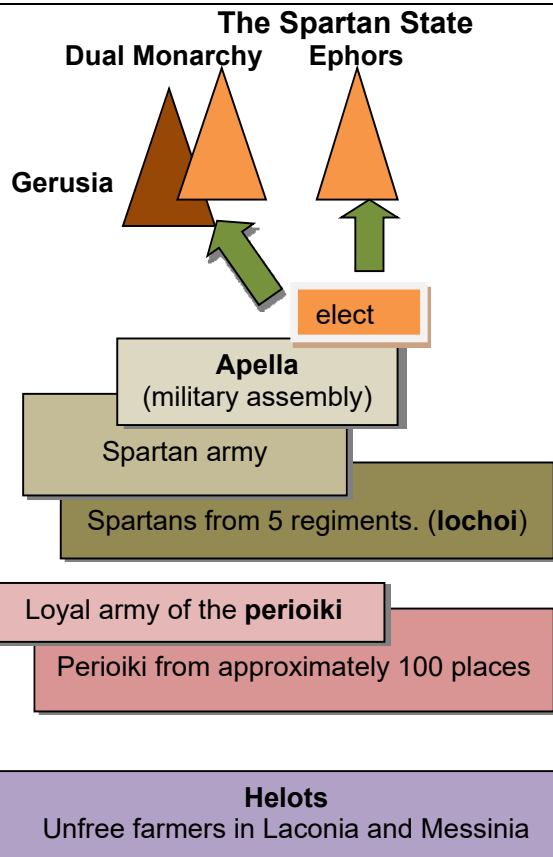 The Spartan State
Dual Monarchy Ephors
Gerusia
elect
Apella
(military assembly)
Spartan army
Spartans from 5 regiments. (lochoi)
Loyal army of the perioiki
Perioiki from approximately 100 places
Helots
Unfree farmers in Laconia and Messinia